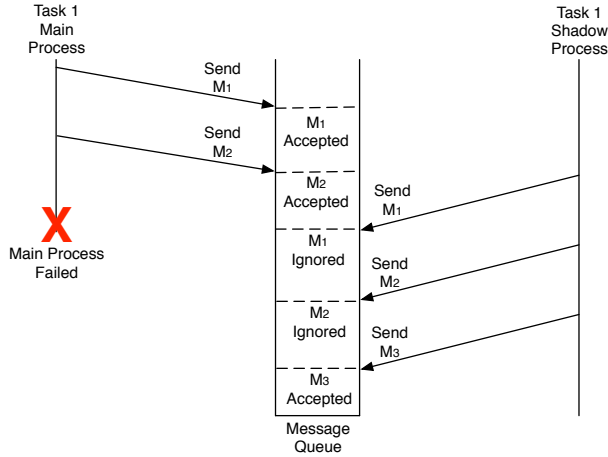 Task 1
Main
Process
Task 1
Shadow
Process
Send
M1
M1
Accepted
Send
M2
M2
Accepted
Send
M1
X
Main Process
Failed
M1
Ignored
Send
M2
M2
Ignored
Send
M3
M3
Accepted
Message
Queue